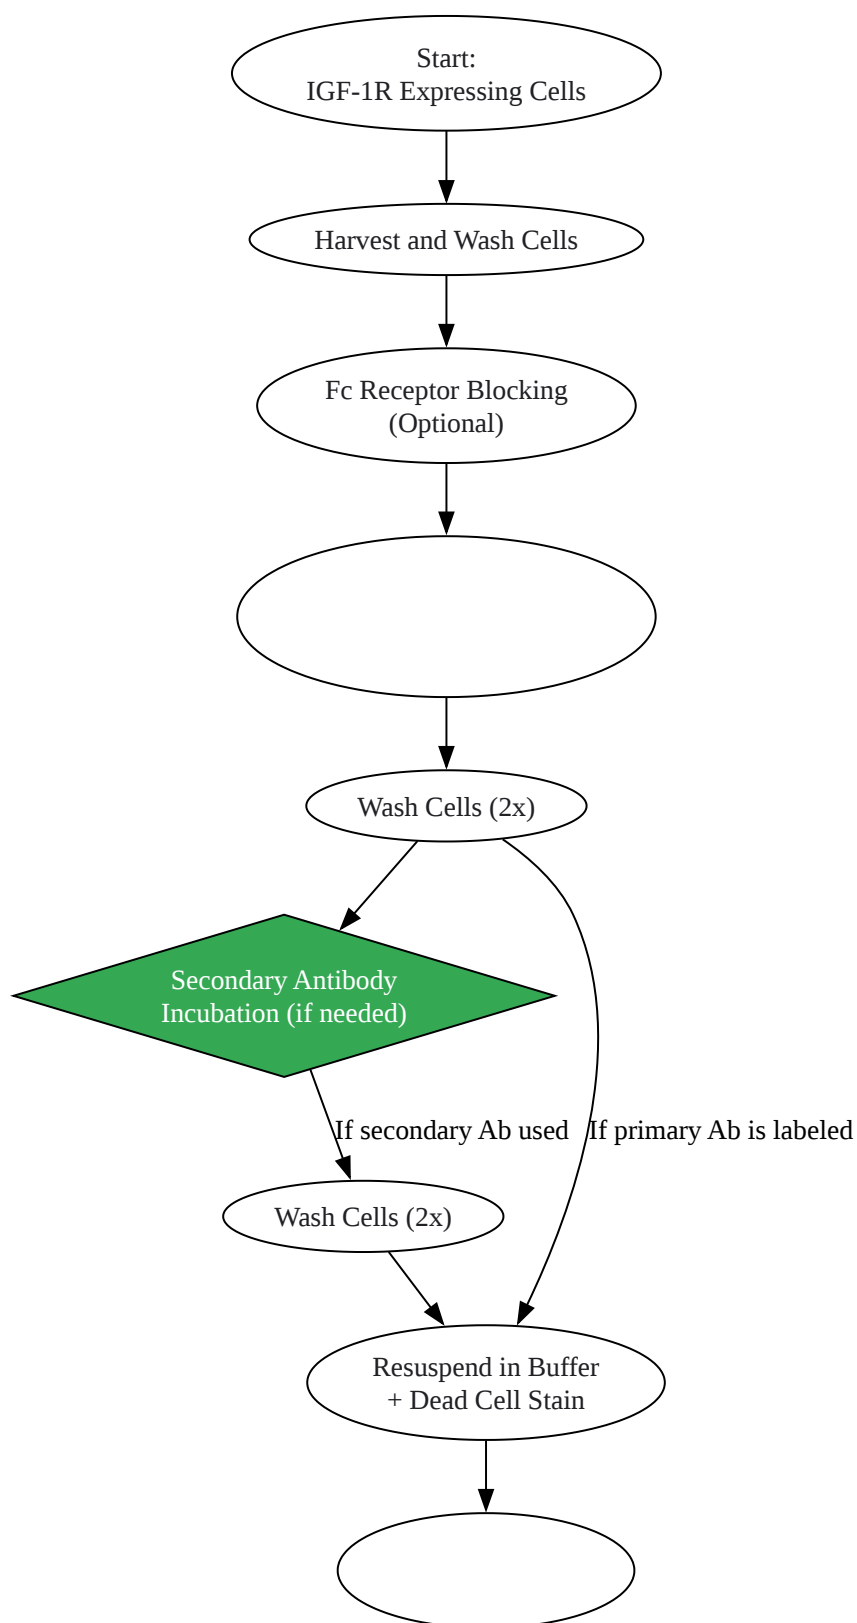 Start:
IGF-1R Expressing Cells
Harvest and Wash Cells
Fc Receptor Blocking
(Optional)
Wash Cells (2x)
Secondary Antibody
Incubation (if needed)
If secondary Ab used
If primary Ab is labeled
Wash Cells (2x)
Resuspend in Buffer
+ Dead Cell Stain